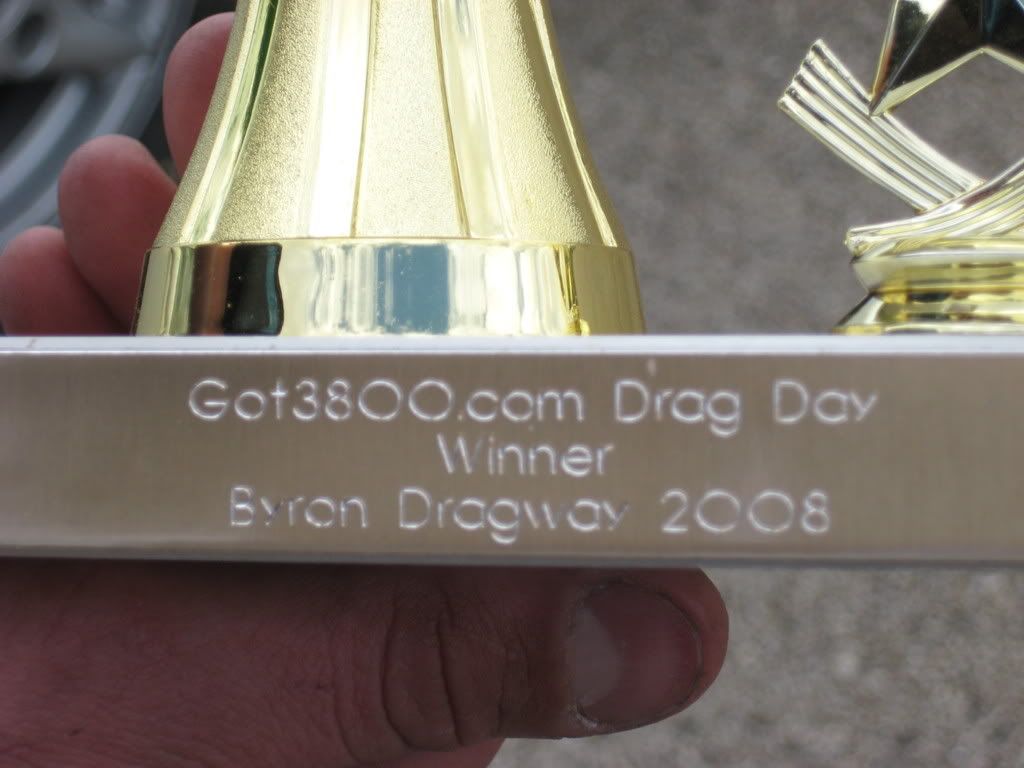 Got3800.com Drag Day
Winner
Byron Dragway 2008